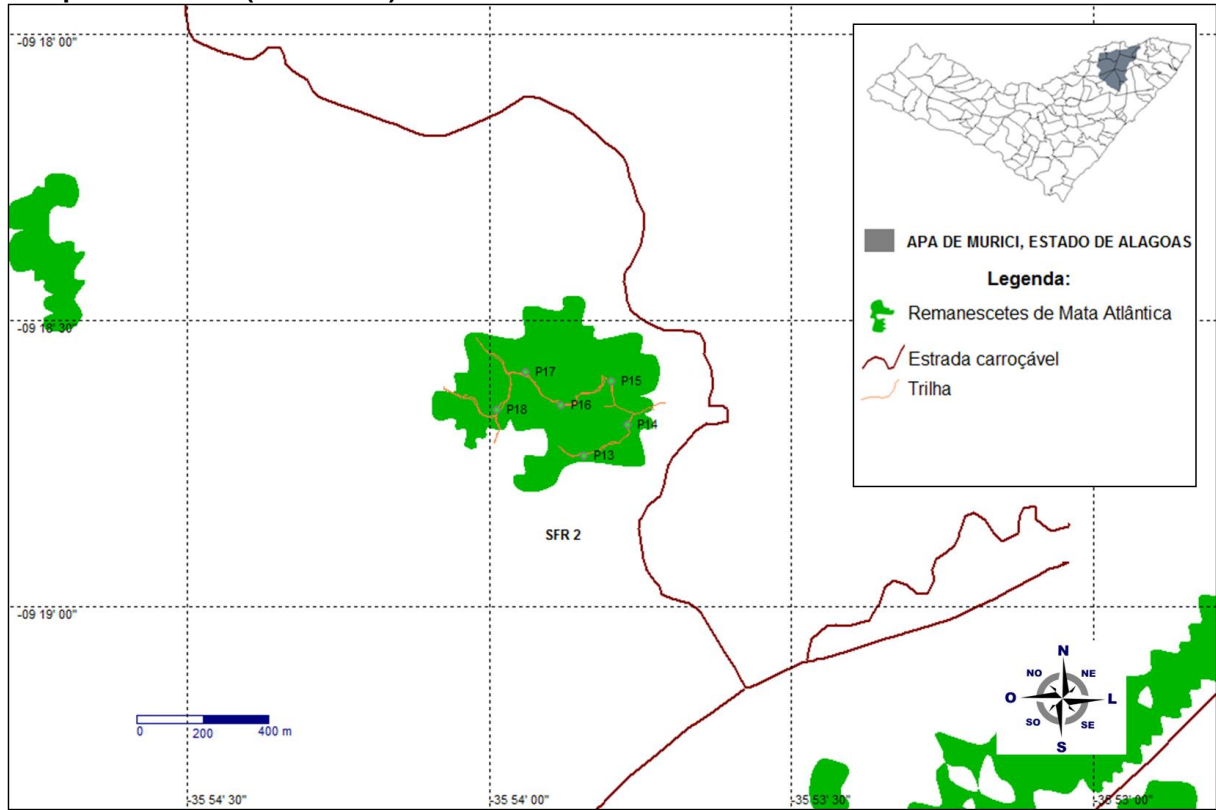 -09 18' 00"
APA DE MURICI, ESTADO DE ALAGOAS
Legenda:
Remanescetes de Mata Atlântica
Estrada carroçável
Trilha
-09 18' 30"
P17
P15
P16
P18
P14
P13
SFR 2
-09 19' 00"
N
NO NE
O L
SO SE
S
0 200 400 m
-35 54' 30"
-35 54' 00"
-35 53' 30"
-35 53' 00"